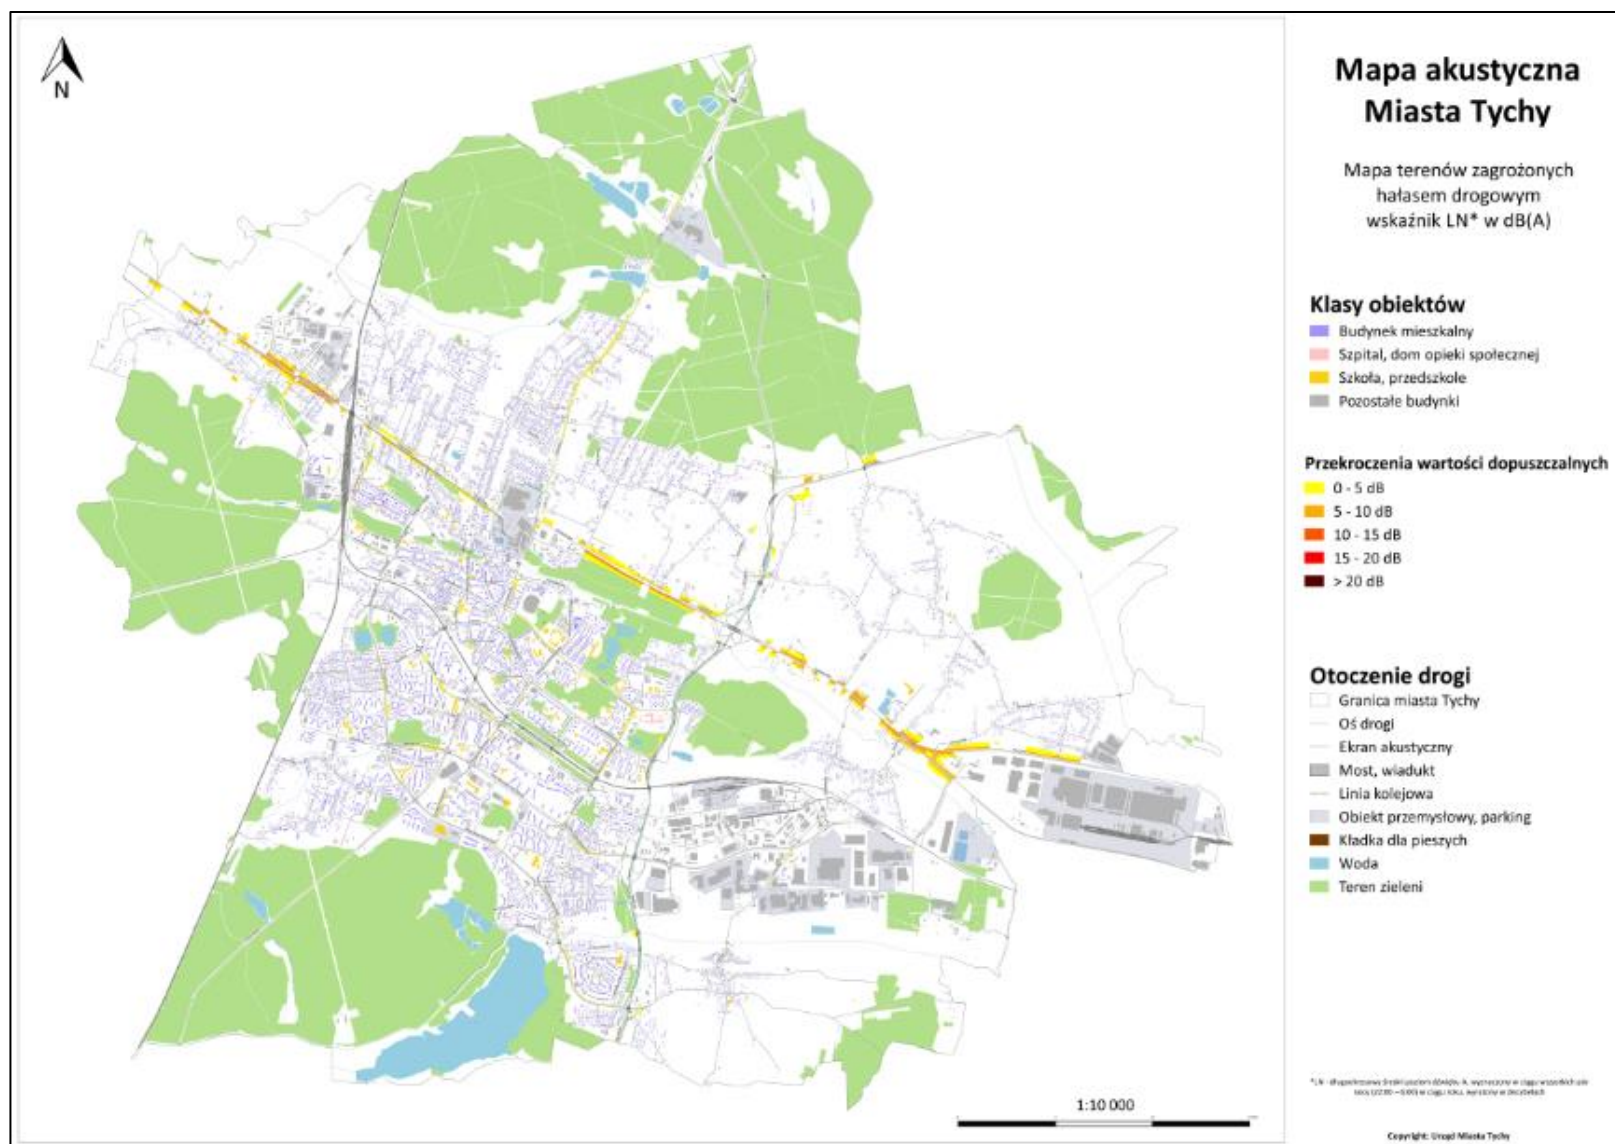 N
Mapa akustyczna
Miasta Tychy
Mapa terenów zagrożonych
hałasem drogowym
wskaźnik LN* w dB(A)
Klasy obiektów
Budynek mieszkalny
Szpital, dom opieki społecznej
Szkoła, przedszkole
Pozostałe budynki
Przekroczenia wartości dopuszczalnych
0 - 5 dB
5 - 10 dB
10 - 15 dB
15 - 20 dB
> 20 dB
Otoczenie drogi
Granica miasta Tychy
Oś drogi
Ekran akustyczny
Most, wiadukt
Linia kolejowa
Obiekt przemysłowy, parking
Kładka dla pieszych
Woda
Teren zieleni
1:10 000
Copyright: Urząd Miasta Tychy